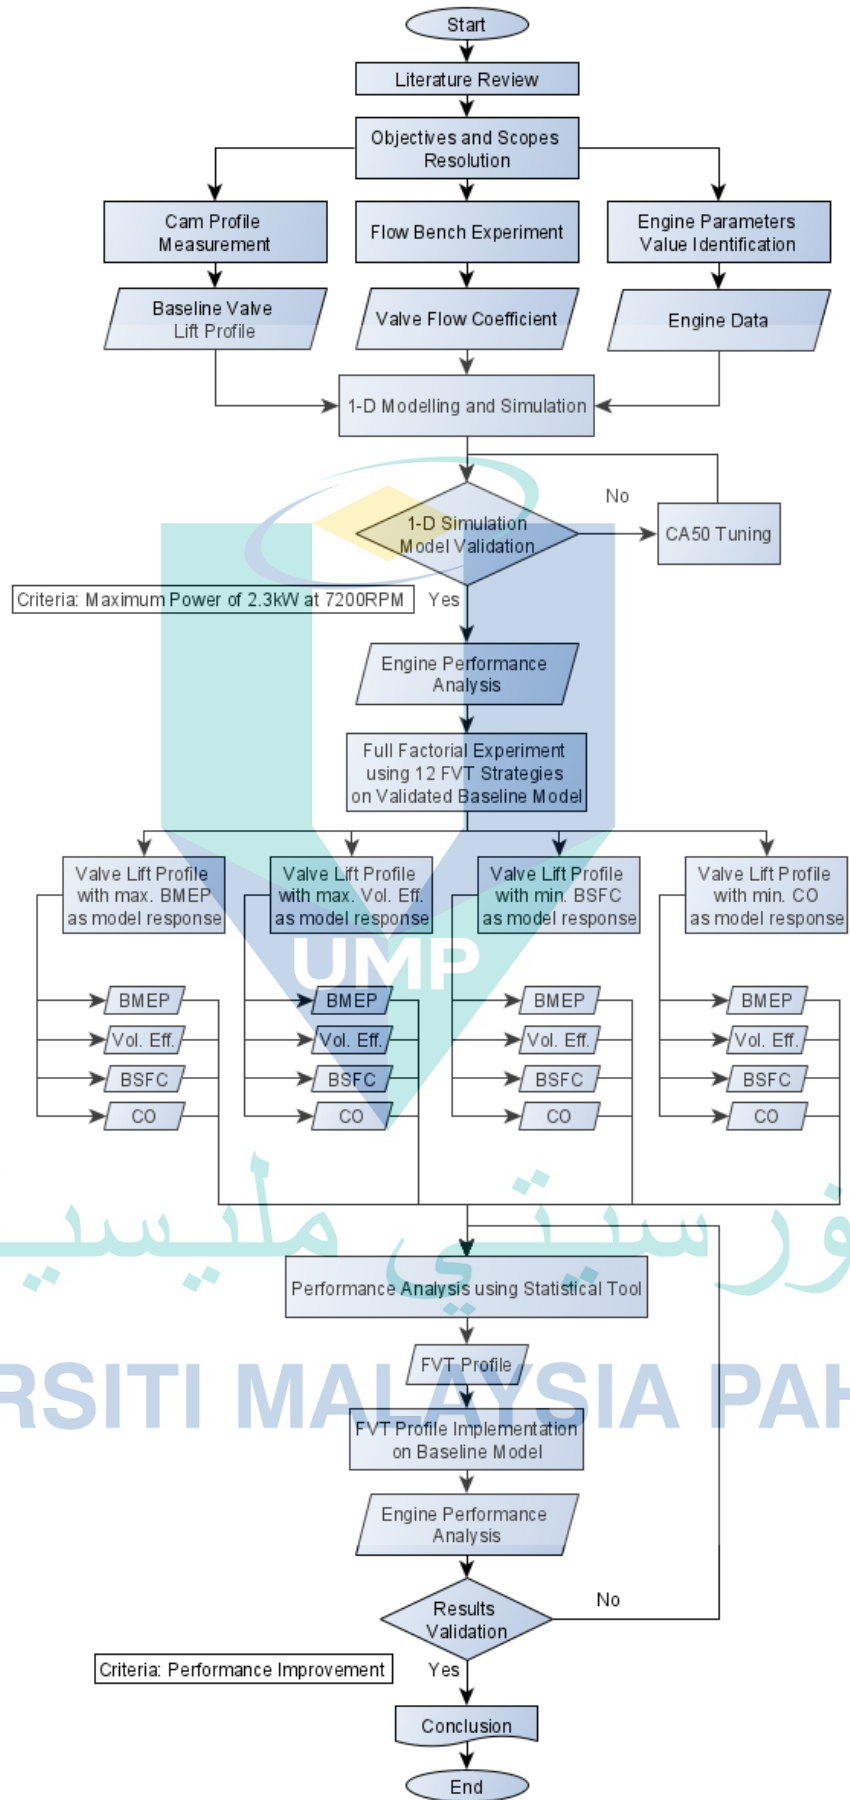 Start
Literature Review
Objectives and Scopes
Resolution
Cam Profile
Measurement
Flow Bench Experiment
Engine Parameters
Value Identification
Baseline Valve
Lift Profile
Valve Flow Coefficient
Engine Data
1-D Modelling and Simulation
No
1-D Simulation
Model Validation
CA50 Tuning
Criteria: Maximum Power of 2.3kW at 7200RPM
Yes
Engine Performance
Analysis
Full Factorial Experiment
using 12 FVT Strategies
on Validated Baseline Model
Valve Lift Profile
with max. BMEP
as model response
Valve Lift Profile
with max. Vol. Eff.
as model response
Valve Lift Profile
with min. BSFC
as model response
Valve Lift Profile
with min. CO
as model response
UMP
BMEP
Vol. Eff.
BSFC
CO
BMEP
Vol. Eff.
BSFC
CO
BMEP
Vol. Eff.
BSFC
CO
BMEP
Vol. Eff.
BSFC
CO
ورسيتي مليسيـ
Performance Analysis using Statistical Tool
FVT Profile
RSITI MALAYSIA PAH
FVT Profile Implementation
on Baseline Model
Engine Performance
Analysis
Results
Validation
No
Criteria: Performance Improvement
Yes
Conclusion
End